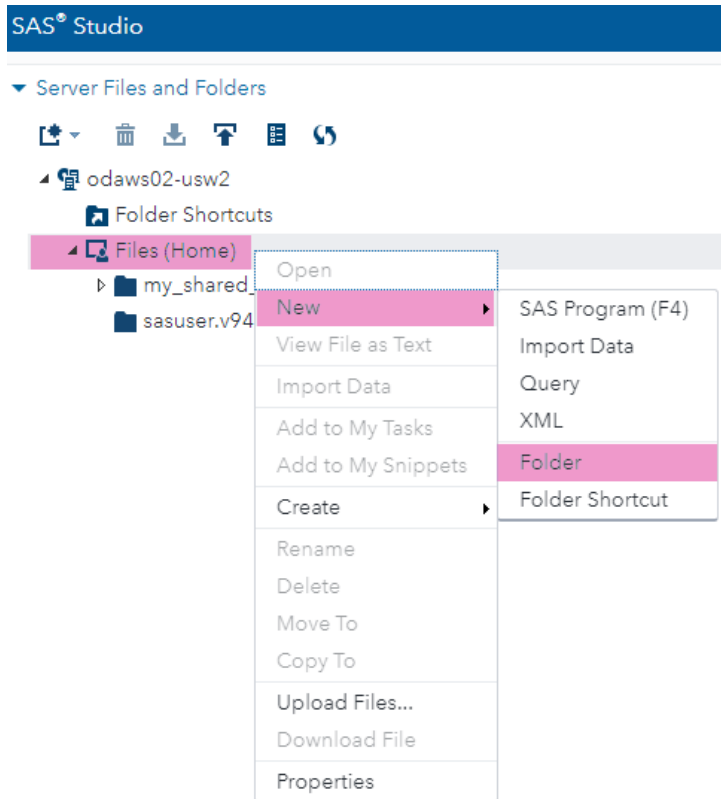 SAS® Studio
Server Files and Folders
odaws02-usw2
Folder Shortcuts
Files (Home)
my_shared_
sasuser.v94
Open
New
View File as Text
Import Data
Add to My Tasks
Add to My Snippets
Create
Rename
Delete
Move To
Copy To
Upload Files...
Download File
Properties
SAS Program (F4)
Import Data
Query
XML
Folder
Folder Shortcut